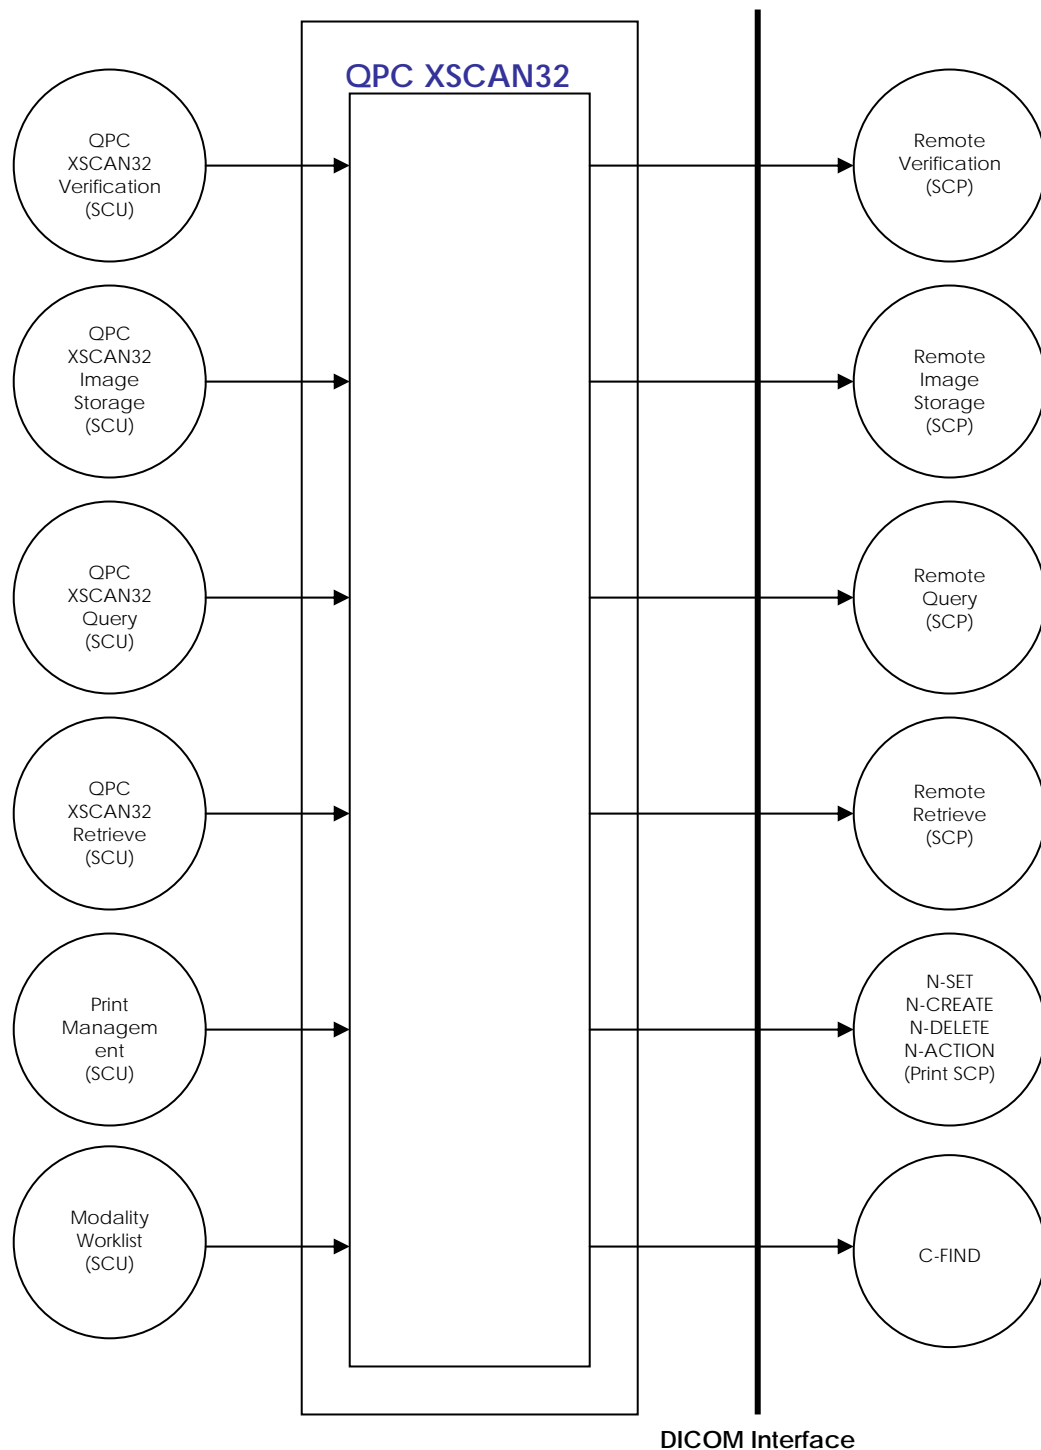 QPC XSCAN32
QPC
XSCAN32
Verification
(SCU)
Remote
Verification
(SCP)
QPC
XSCAN32
Image
Storage
(SCU)
Remote
Image
Storage
(SCP)
QPC
XSCAN32
Query
(SCU)
Remote
Query
(SCP)
QPC
XSCAN32
Retrieve
(SCU)
Remote
Retrieve
(SCP)
Print
Managem
ent
(SCU)
N-SET
N-CREATE
N-DELETE
N-ACTION
(Print SCP)
Modality
Worklist
(SCU)
C-FIND
DICOM Interface